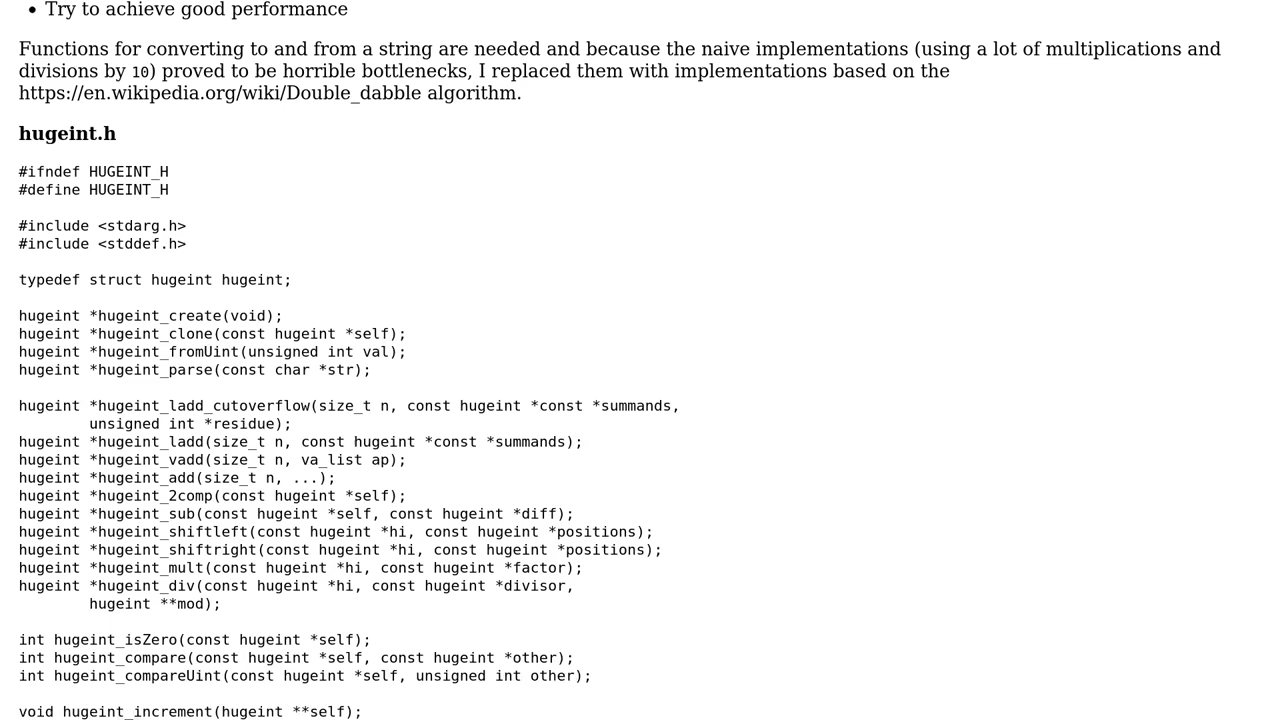 • Try to achieve good performance
Functions for converting to and from a string are needed and because the naive implementations (using a lot of multiplications and
divisions by 10) proved to be horrible bottlenecks, I replaced them with implementations based on the
https://en.wikipedia.org/wiki/Double_dabble algorithm.
hugeint.h
#ifndef HUGEINT_H
#define HUGEINT_H
#include <stdarg.h>
#include <stddef.h>
typedef struct hugeint hugeint;
hugeint *hugeint_create(void);
hugeint *hugeint_clone(const hugeint *self);
hugeint *hugeint_fromUint(unsigned int val);
hugeint *hugeint_parse(const char *str);
hugeint *hugeint_ladd_cutoverflow(size_t n, const hugeint *const *summands,
        unsigned int *residue);
hugeint *hugeint_ladd(size_t n, const hugeint *const *summands);
hugeint *hugeint_vadd(size_t n, va_list ap);
hugeint *hugeint_add(size_t n, ...);
hugeint *hugeint_2comp(const hugeint *self);
hugeint *hugeint_sub(const hugeint *self, const hugeint *diff);
hugeint *hugeint_shiftleft(const hugeint *hi, const hugeint *positions);
hugeint *hugeint_shiftright(const hugeint *hi, const hugeint *positions);
hugeint *hugeint_mult(const hugeint *hi, const hugeint *factor);
hugeint *hugeint_div(const hugeint *hi, const hugeint *divisor,
        hugeint **mod);
int hugeint_isZero(const hugeint *self);
int hugeint_compare(const hugeint *self, const hugeint *other);
int hugeint_compareUint(const hugeint *self, unsigned int other);
void hugeint_increment(hugeint **self);